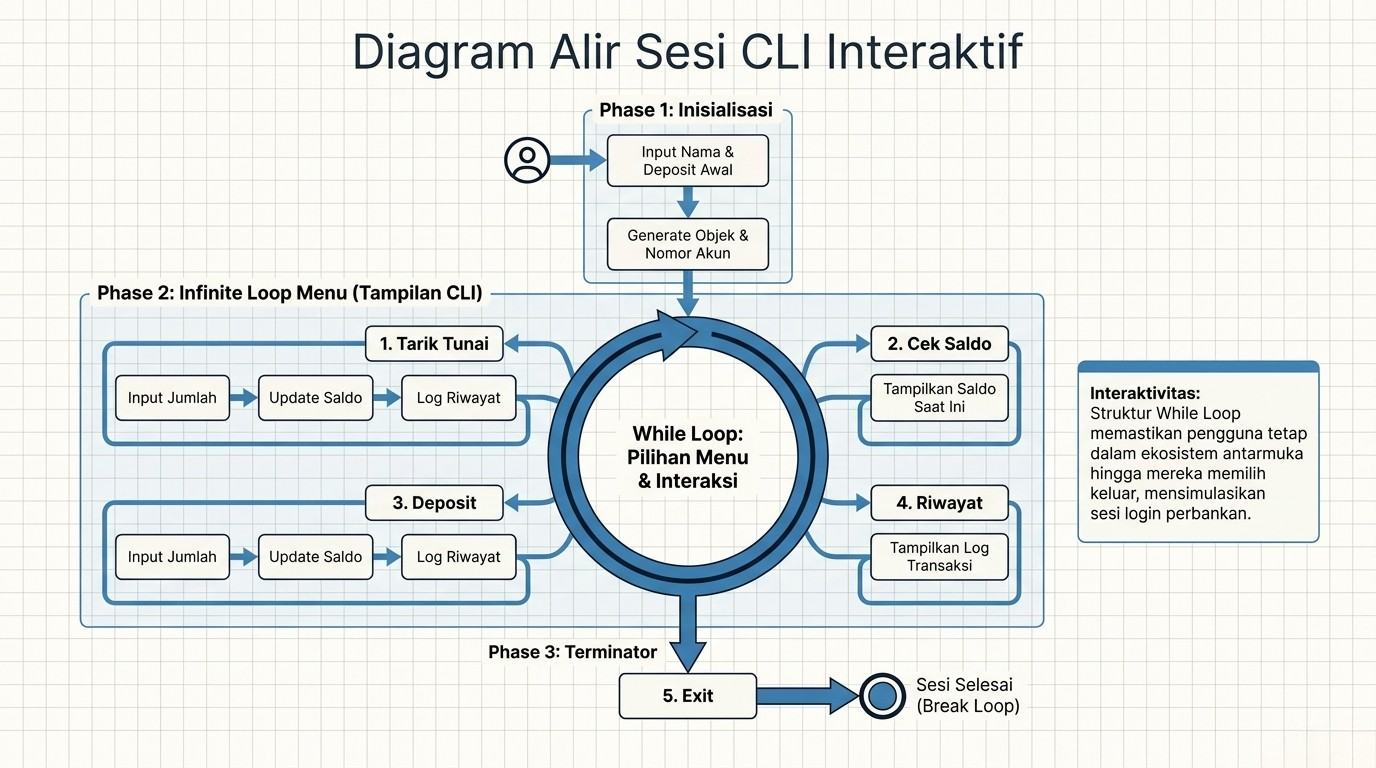 Diagram Alir Sesi CLI Interaktif
Phase 1: Inisialisasi
Input Nama &
Deposit Awal
Generate Objek &
Nomor Akun
Phase 2: Infinite Loop Menu (Tampilan CLI)
1. Tarik Tunai
Input Jumlah
Update Saldo
Log Riwayat
2. Cek Saldo
Tampilkan Saldo
Saat Ini
While Loop:
Pilihan Menu
& Interaksi
3. Deposit
Input Jumlah
Update Saldo
Log Riwayat
4. Riwayat
Tampilkan Log
Transaksi
Interaktivitas:
Struktur While Loop
memastikan pengguna tetap
dalam ekosistem antarmuka
hingga mereka memilih
keluar, mensimulasikan
sesi login perbankan.
Phase 3: Terminator
5. Exit
Sesi Selesai
(Break Loop)